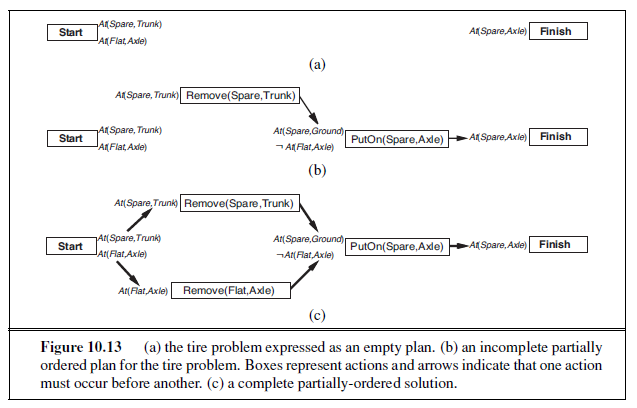 At(Spare,Trunk)
Start
At(Flat,Axle)
At(Spare,Axle) Finish
(a)
At(Spare,Trunk) Remove(Spare,Trunk)
At(Spare,Trunk)
Start
At(Flat,Axle)
At(Spare,Ground)
¬ At(Flat,Axle)
PutOn(Spare,Axle)
At(Spare,Axle) Finish
(b)
At(Spare,Trunk) Remove(Spare,Trunk)
At(Spare,Trunk)
Start
At(Flat,Axle)
At(Spare,Ground)
¬At(Flat,Axle)
PutOn(Spare,Axle)
At(Spare,Axle) Finish
At(Flat,Axle) Remove(Flat,Axle)
(c)
Figure 10.13 (a) the tire problem expressed as an empty plan. (b) an incomplete partially
ordered plan for the tire problem. Boxes represent actions and arrows indicate that one action
must occur before another. (c) a complete partially-ordered solution.